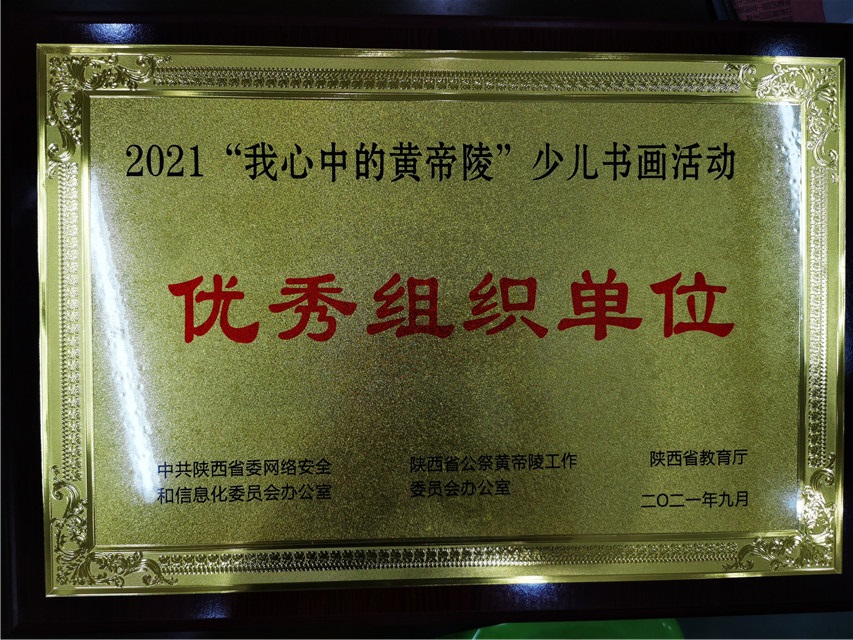 2021“我心中的黄帝陵”少儿书画活动
优秀组织单位
中共陕西省委网络安全
和信息化委员会办公室
陕西省公祭黄帝陵工作
委员会办公室
陕西省教育厅
二〇二一年九月